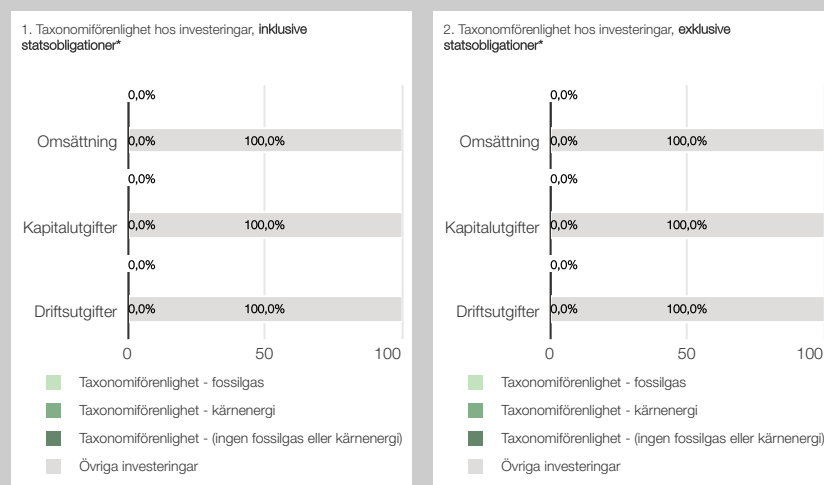 1. Taxonomiförenlighet hos investeringar, inklusive
statsobligationer*
0,0%
Omsättning 0,0% 100,0%
0,0%
Kapitalutgifter 0,0% 100,0%
0,0%
Driftsutgifter 0,0% 100,0%
0 50 100
Taxonomiförenlighet - fossilgas
Taxonomiförenlighet - kärnenergi
Taxonomiförenlighet - (ingen fossilgas eller kärnenergi)
Övriga investeringar
2. Taxonomförenlighet hos investeringar, exklusive
statsobligationer*
0,0%
Omsättning 0,0% 100,0%
0,0%
Kapitalutgifter 0,0% 100,0%
0,0%
Driftsutgifter 0,0% 100,0%
0 50 100
Taxonomiförenlighet - fossilgas
Taxonomiförenlighet - kärnenergi
Taxonomiförenlighet - (ingen fossilgas eller kärnenergi)
Övriga investeringar